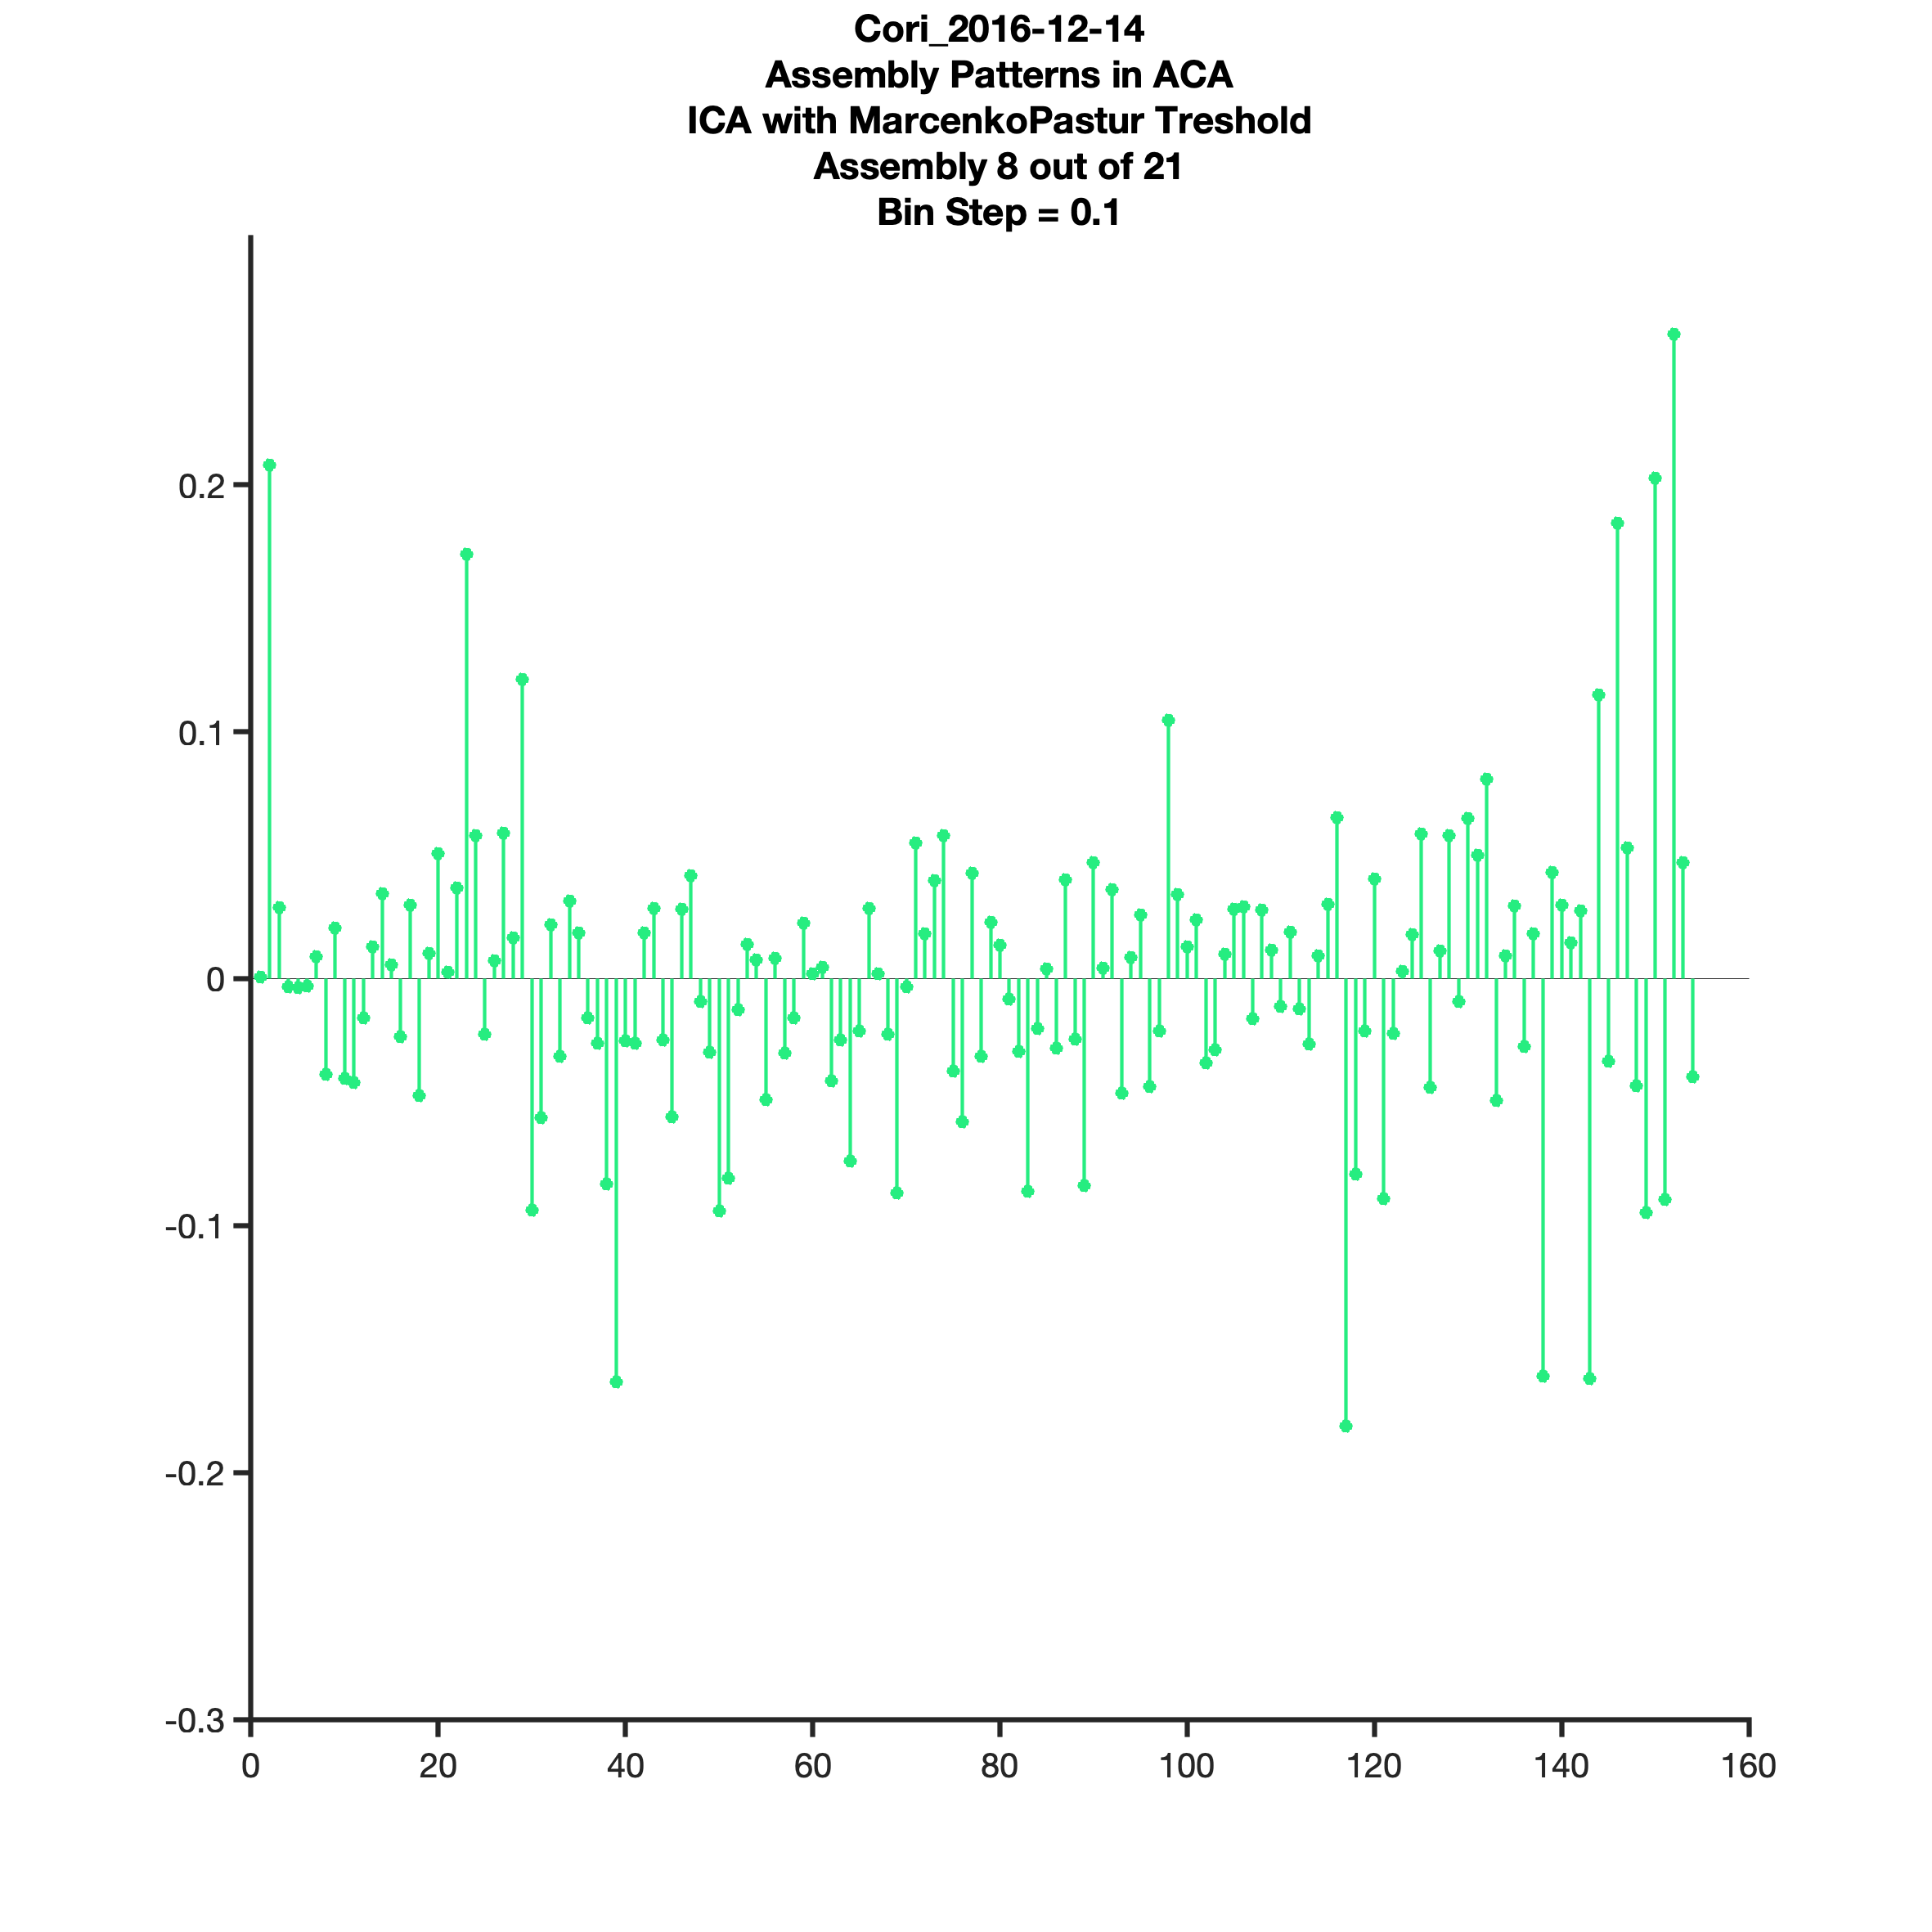 Cori_2016-12-14
Assembly Patterns in ACA
ICA with MarcenkoPastur Treshold
Assembly 8 out of 21
Bin Step = 0.1
0.2
0.1
0
-0.1
-0.2
-0.3
0 20 40 60 80 100 120 140 160